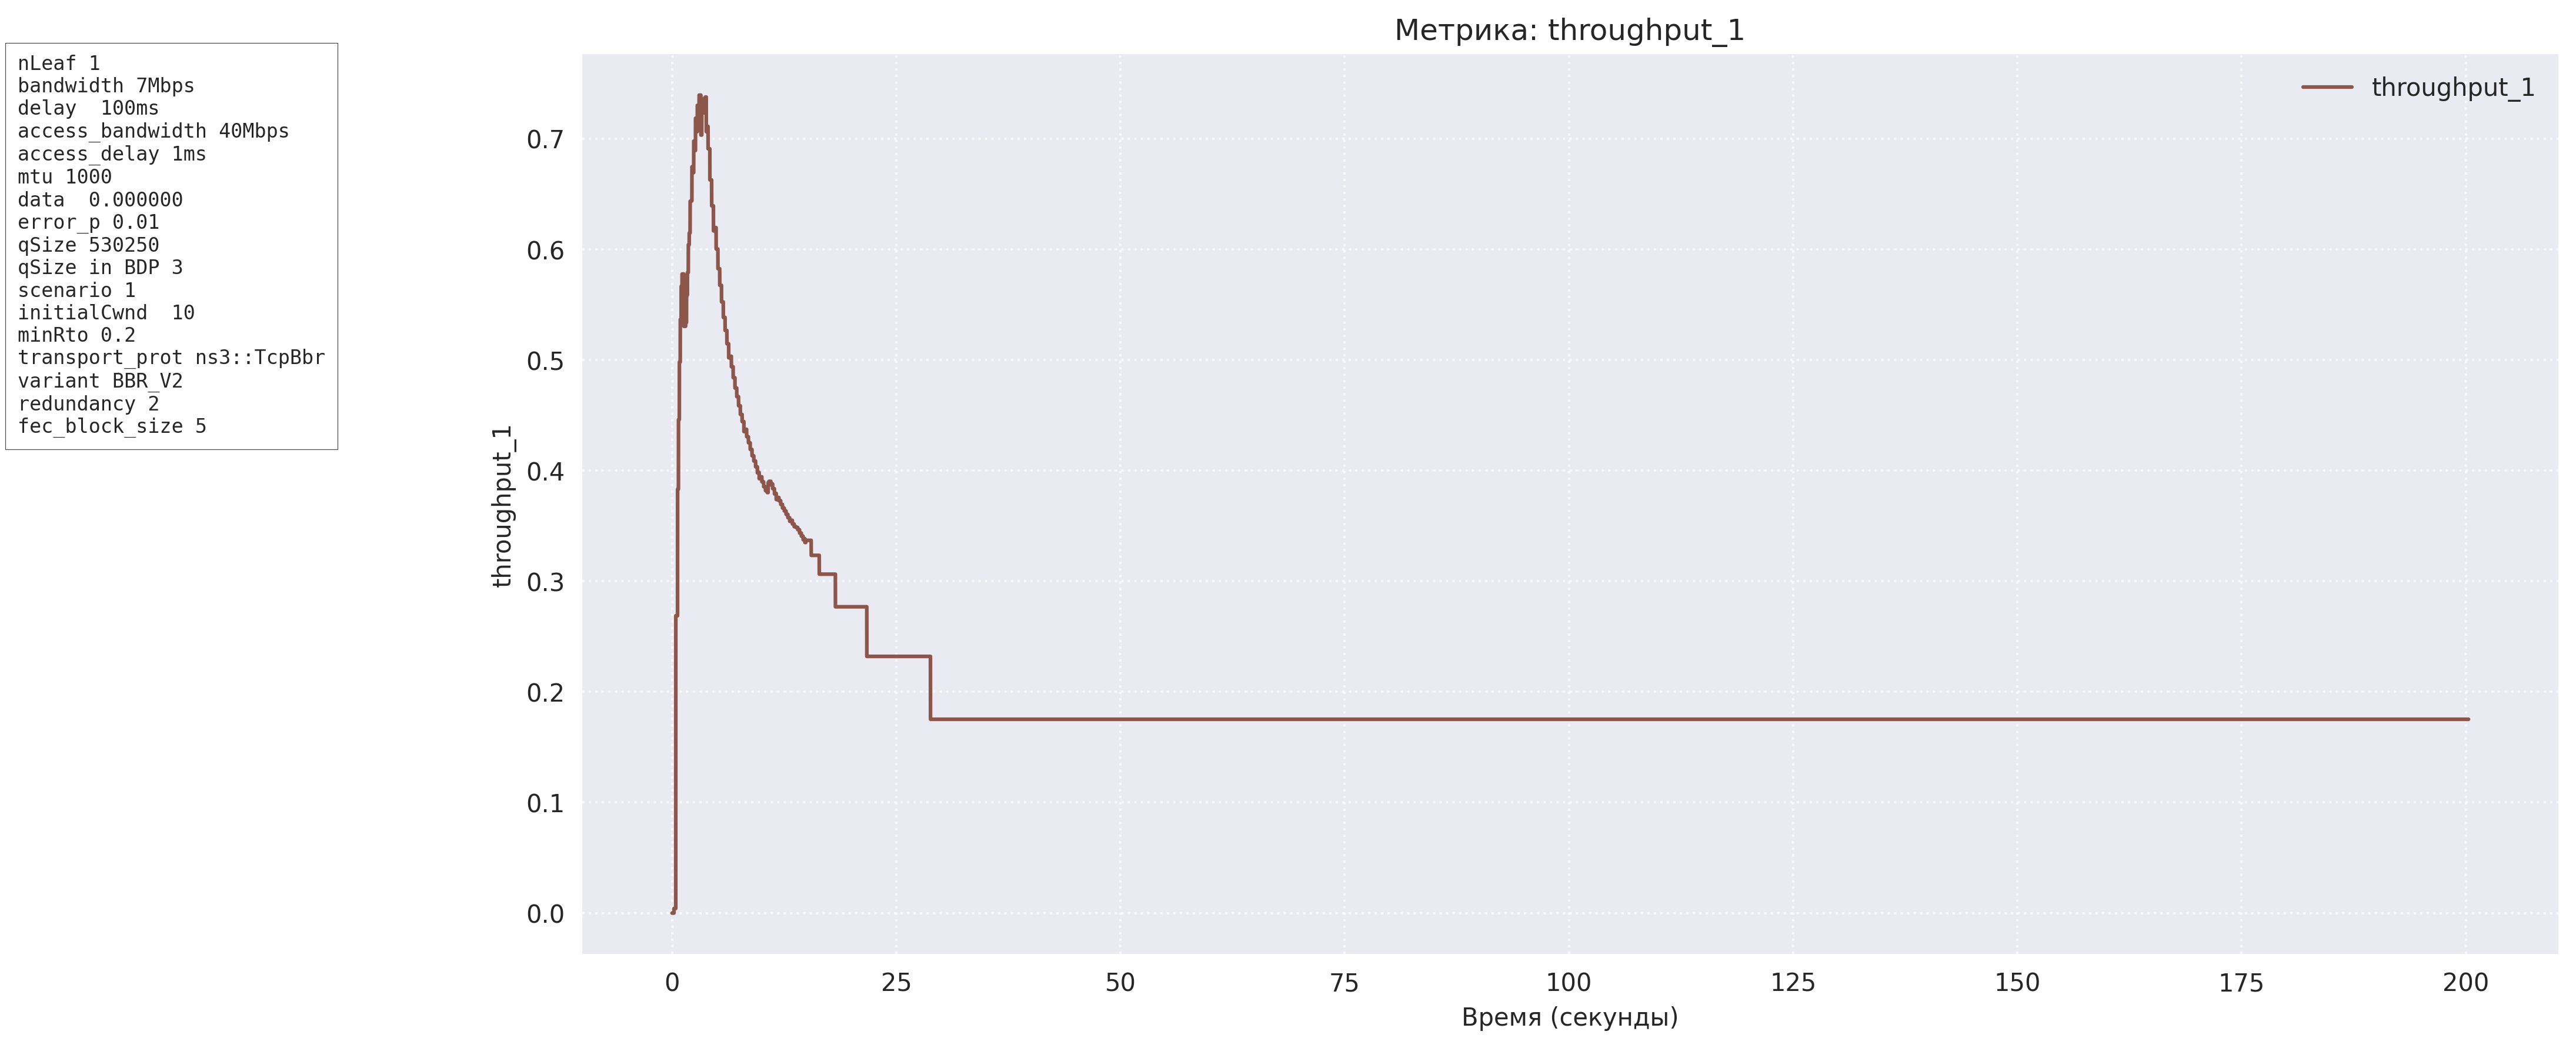 Метрика: throughput_1
nLeaf 1
bandwidth 7Mbps
delay  100ms
access_bandwidth 40Mbps
access_delay 1ms
mtu 1000
data  0.000000
error_p 0.01
qSize 530250
qSize in BDP 3
scenario 1
initialCwnd  10
minRto 0.2
transport_prot ns3::TcpBbr
variant BBR_V2
redundancy 2
fec_block_size 5
throughput_1
throughput_1
0.7
0.6
0.5
0.4
0.3
0.2
0.1
0.0
0 25 50 75 100 125 150 175 200
Время (секунды)